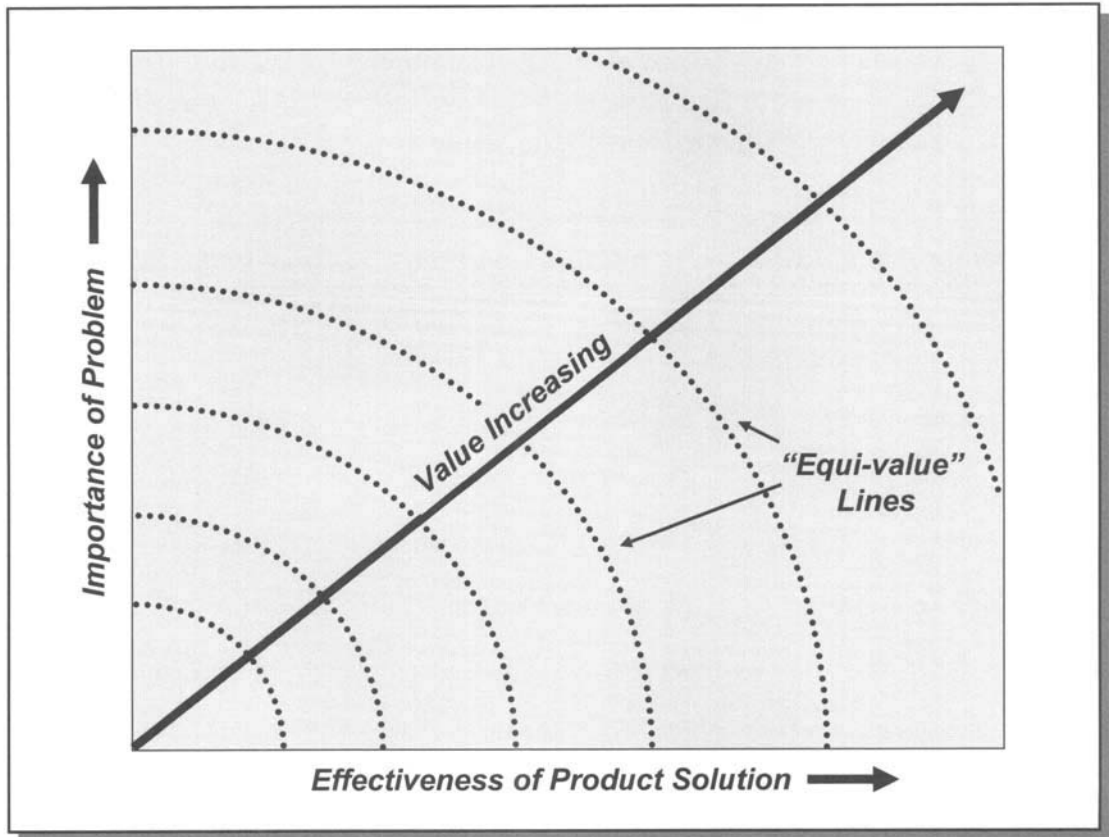 Importance of Problem
Value Increasing
“Equi-value”
Lines
Effectiveness of Product Solution